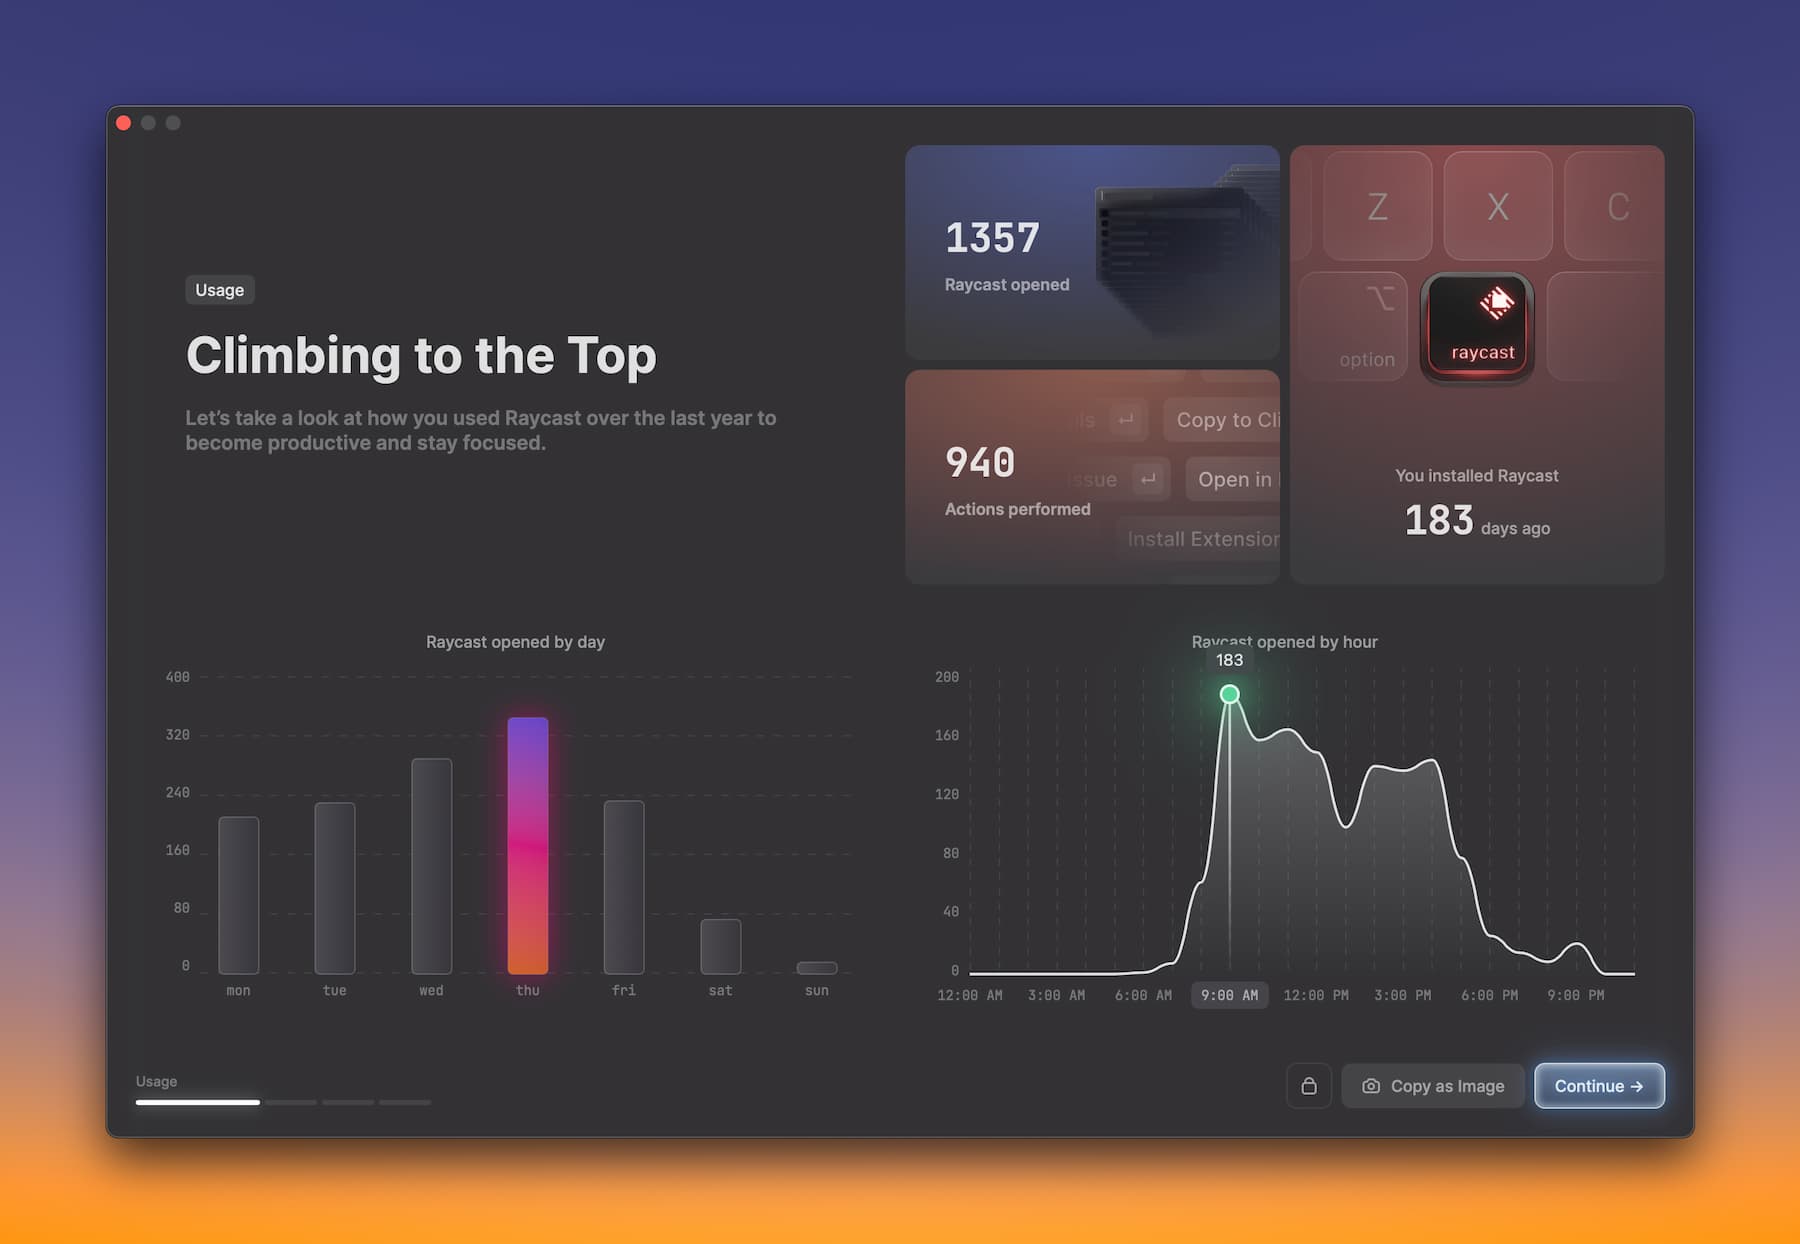 Usage
Climbing to the Top
Let's take a look at how you used Raycast over the last year to
become productive and stay focused.
1357
Raycast opened
940
Actions performed
Copy to Cli
ssue
Open in
Install Extension
Z
X
C
option
raycast
You installed Raycast
183 days ago
Raycast opened by day
400
320
240
160
80
0
mon tue wed thu fri sat sun
Raycast opened by hour
183
200
160
120
80
40
0
12:00 AM 3:00 AM 6:00 AM 9:00 AM 12:00 PM 3:00 PM 6:00 PM 9:00 PM
Usage
Copy as Image
Continue →